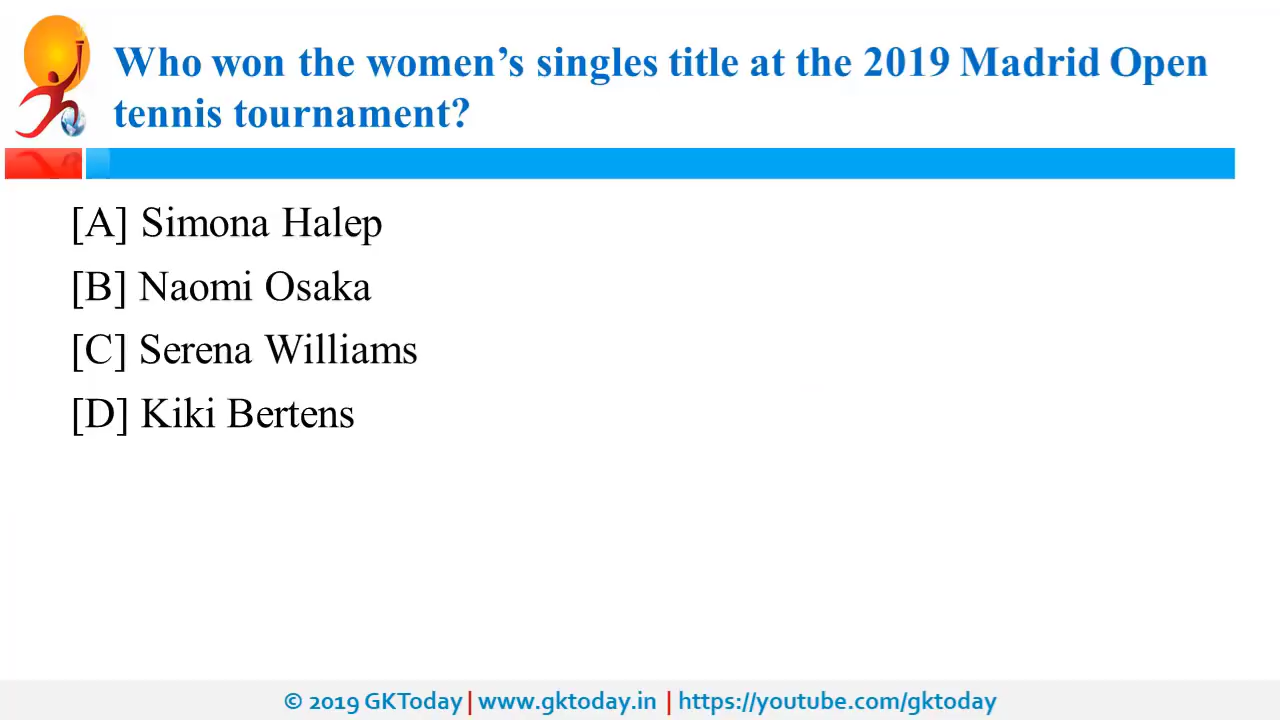 Who won the women’s singles title at the 2019 Madrid Open
tennis tournament?
[A] Simona Halep
[B] Naomi Osaka
[C] Serena Williams
[D] Kiki Bertens
© 2019 GKToday | www.gktoday.in | https://youtube.com/gktoday